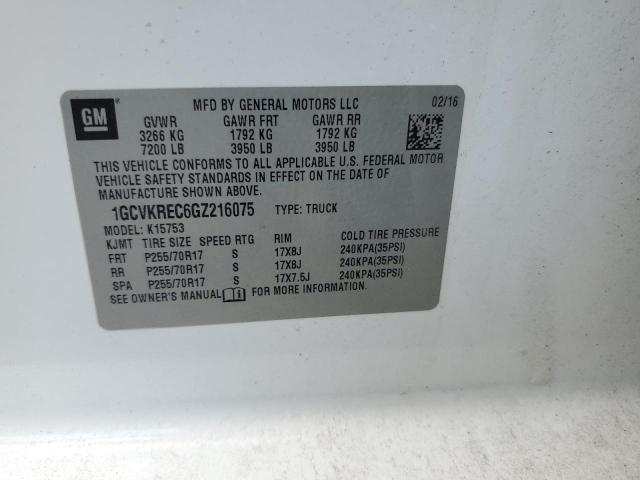 GM
MFD BY GENERAL MOTORS LLC 02/16
GVWR GAWR FRT GAWR RR
3266 KG 1792 KG 1792 KG
7200 LB 3950 LB 3950 LB
THIS VEHICLE CONFORMS TO ALL APPLICABLE U.S. FEDERAL MOTOR
VEHICLE SAFETY STANDARDS IN EFFECT ON THE DATE OF
MANUFACTURE SHOWN ABOVE.
1GCVKREC6GZ216075 TYPE: TRUCK
MODEL: K15753
KJMT TIRE SIZE SPEED RTG RIM COLD TIRE PRESSURE
FRT P255/70R17 S 17X8J 240KPA(35PSI)
RR P255/70R17 S 17X8J 240KPA(35PSI)
SPA P255/70R17 S 17X7.5J 240KPA(35PSI)
SEE OWNER'S MANUAL FOR MORE INFORMATION.